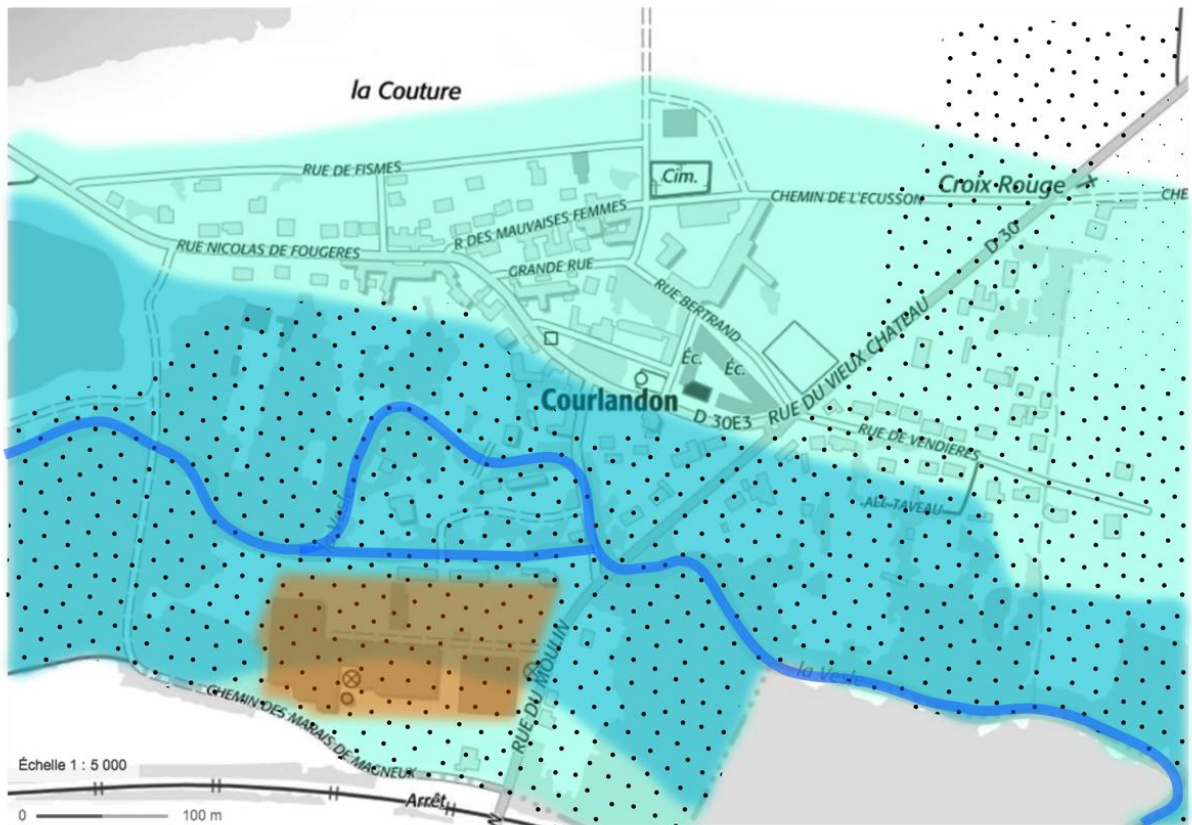 la Couture
RUE DE FISMES
Cim.
Croix Rouge
CHEMIN DE L'ECUSSON
CHE
R DES MAUVAISES FEMMES
RUE NICOLAS DE FOUGERES
D 30
GRANDE RUE
RUE BERTRAND
Éc.
Éc.
RUE DU VIEUX CHATEAU
Courlandon
D 30E3
RUE DE VENDIERES
ALL TAVEAU
la Vesle
la Vesle
RUE DU MOULIN
CHEMIN DES MARAIS DE MAGNEUX
Échelle 1 : 5 000
Arrêt
0 100 m